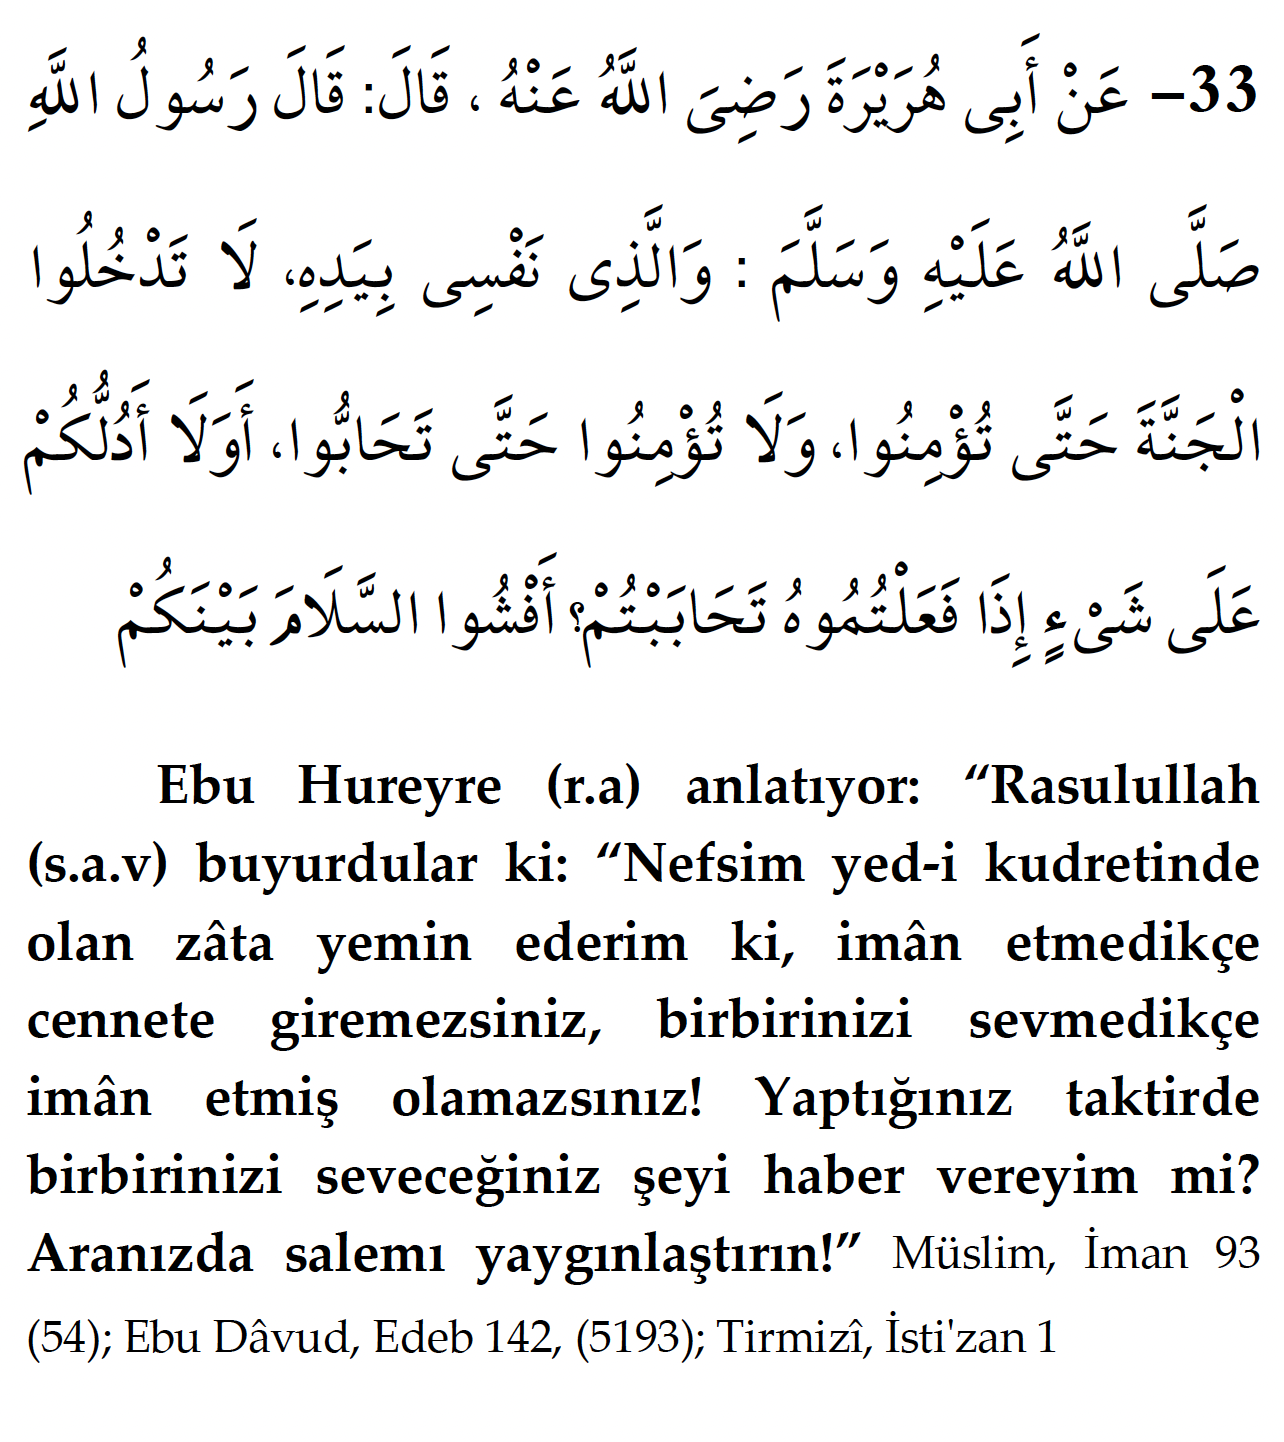 33– عَنْ أَبِى هُرَيْرَةَ رَضِىَ اللَّهُ عَنْهُ ، قَالَ: قَالَ رَسُولُ اللَّهِ
صَلَّى اللَّهُ عَلَيْهِ وَسَلَّمَ : وَالَّذِى نَفْسِى بِيَدِهِ، لَا تَدْخُلُوا
الْجَنَّةَ حَتَّى تُؤْمِنُوا، وَلَا تُؤْمِنُوا حَتَّى تَحَابُّوا، أَوَلَا أَدُلُّكُمْ
عَلَى شَىْءٍ إِذَا فَعَلْتُمُوهُ تَحَابَبْتُمْ؟ أَفْشُوا السَّلَامَ بَيْنَكُمْ
Ebu Hureyre (r.a) anlatıyor: “Rasulullah
(s.a.v) buyurdular ki: “Nefsim yed-i kudretinde
olan zâta yemin ederim ki, imân etmedikçe
cennete giremezsiniz, birbirinizi sevmedikçe
imân etmiş olamazsınız! Yaptığınız taktirde
birbirinizi seveceğiniz şeyi haber vereyim mi?
Aranızda salemı yaygınlaştırın!” Müslim, İman 93
(54); Ebu Dâvud, Edeb 142, (5193); Tirmizî, İsti'zan 1